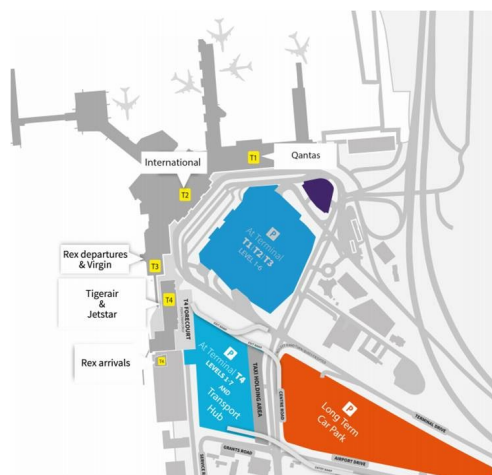 International
T1
Qantas
T2
P
At Terminal
T1 T2 T3
LEVEL 1-6
Rex departures
& Virgin
T3
Tigerair
&
Jetstar
T4
T4 FORECOURT
Rex arrivals
P
At Terminal T4
LEVELS 1-7
AND
Transport
Hub
TAXI HOLDING AREA
CENTRE ROAD
P
Long Term
Car Park
TERMINAL DRIVE
AIRPORT DRIVE
GRANTS ROAD